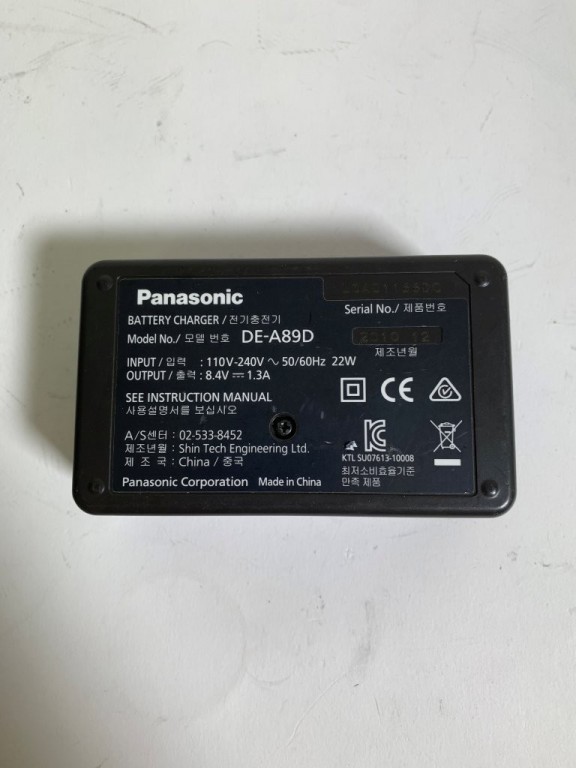 Panasonic
BATTERY CHARGER / 전기충전기
Model No./ 모델 번호 DE-A89D
Serial No./ 제품번호
2010 12
제조년월
INPUT / 입력 : 110V-240V ~ 50/60Hz 22W
OUTPUT / 출력 : 8.4V ⎓ 1.3A
SEE INSTRUCTION MANUAL
사용설명서를 보십시오
CE
A/S센터 : 02-533-8452
제조년월 : Shin Tech Engineering Ltd.
제 조 국 : China / 중국
Panasonic Corporation Made in China
KTL SU07613-10008
최저소비효율기준
만족 제품